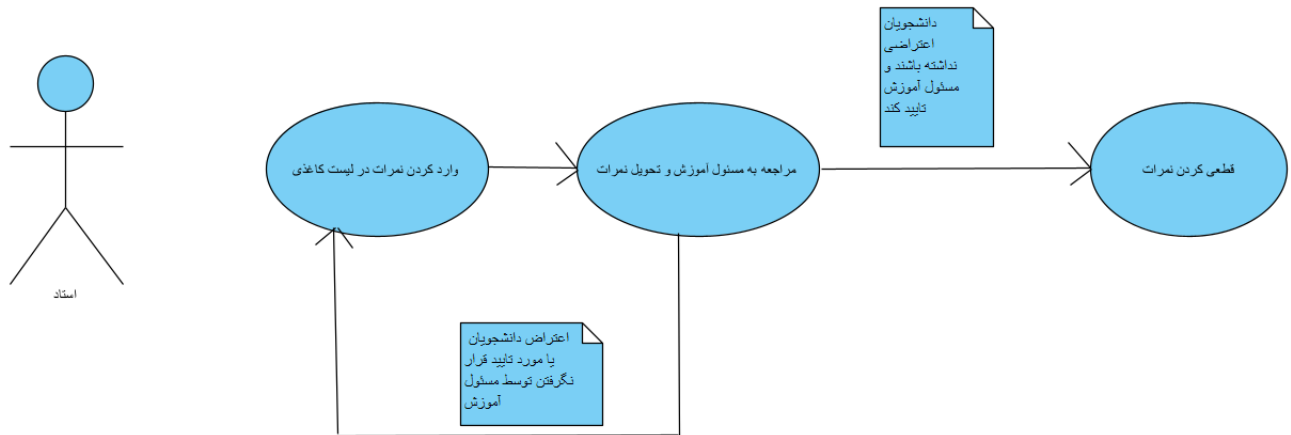 دانشجویان
اعتراضی
نداشته باشند و
مسئول آموزش
تایید کند
وارد کردن نمرات در لیست کاغذی
مراجعه به مسئول آموزش و تحویل نمرات
قطعی کردن نمرات
استاد
اعتراض دانشجویان
یا مورد تایید قرار
نگرفتن توسط مسئول
آموزش